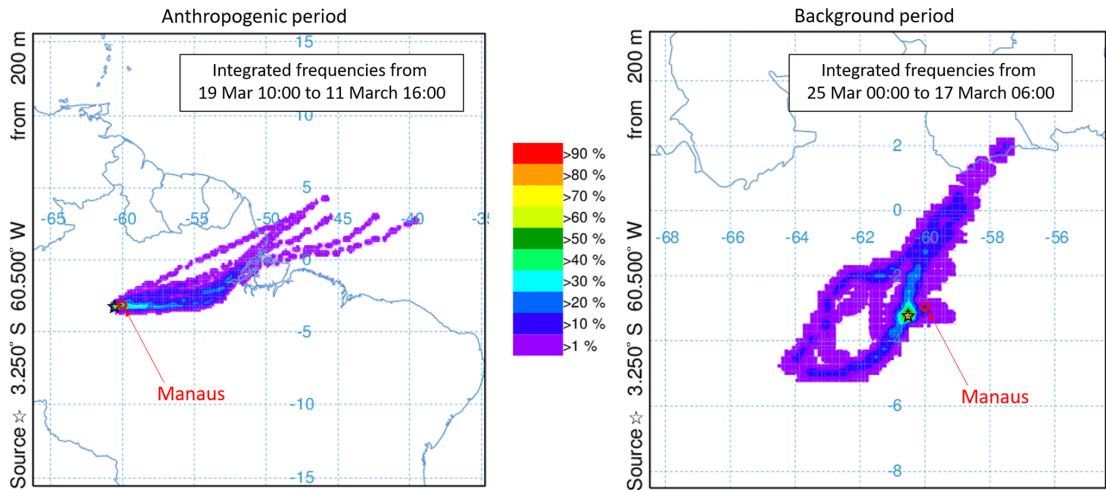 Anthropogenic period
Integrated frequencies from
19 Mar 10:00 to 11 March 16:00
Source ☆ 3.250° S 60.500° W from 200 m
15
10
5
-65 -60 -55 -50 -45 -40 -35
0
-5
-10
-15
Manaus
>90 %
>80 %
>70 %
>60 %
>50 %
>40 %
>30 %
>20 %
>10 %
>1 %
Background period
Integrated frequencies from
25 Mar 00:00 to 17 March 06:00
Source ☆ 3.250° S 60.500° W from 200 m
2
0
-68 -66 -64 -62 -60 -58 -56
-2
-6
-8
Manaus